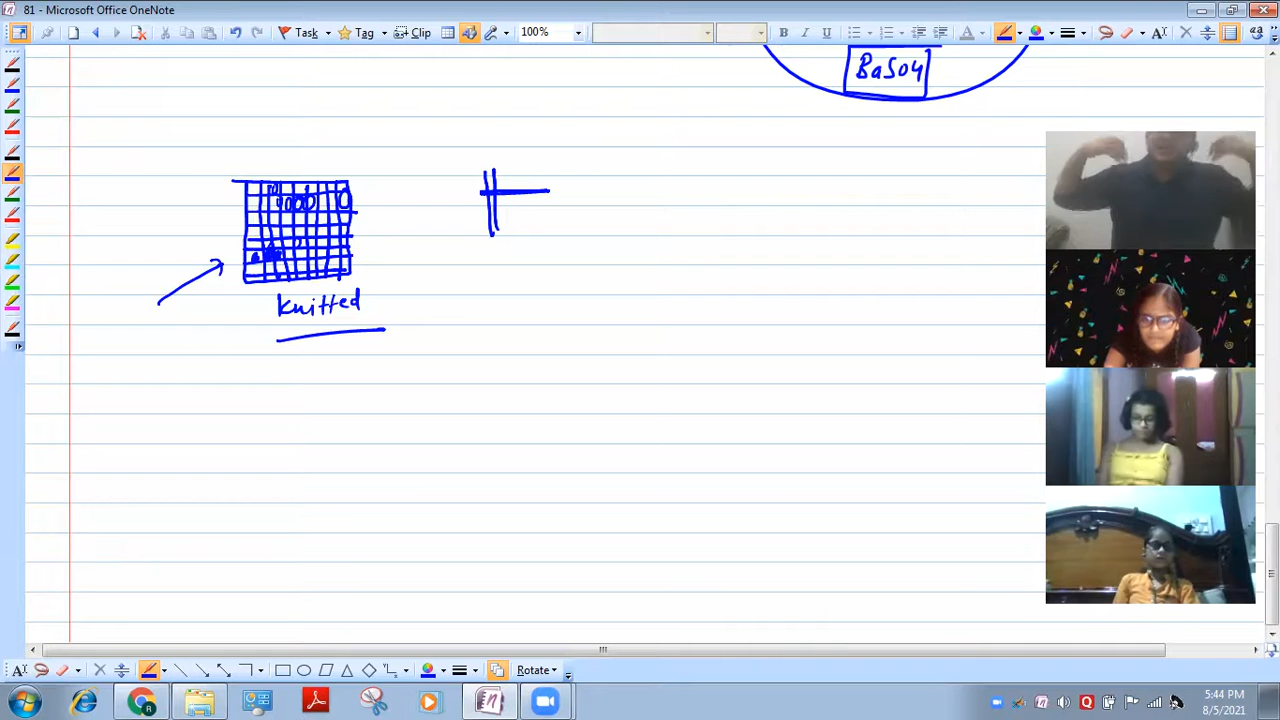 81 - Microsoft Office OneNote
Task Tag Clip 100% B I U A
BaSO4
Knitted
Rotate
5:44 PM
8/5/2021